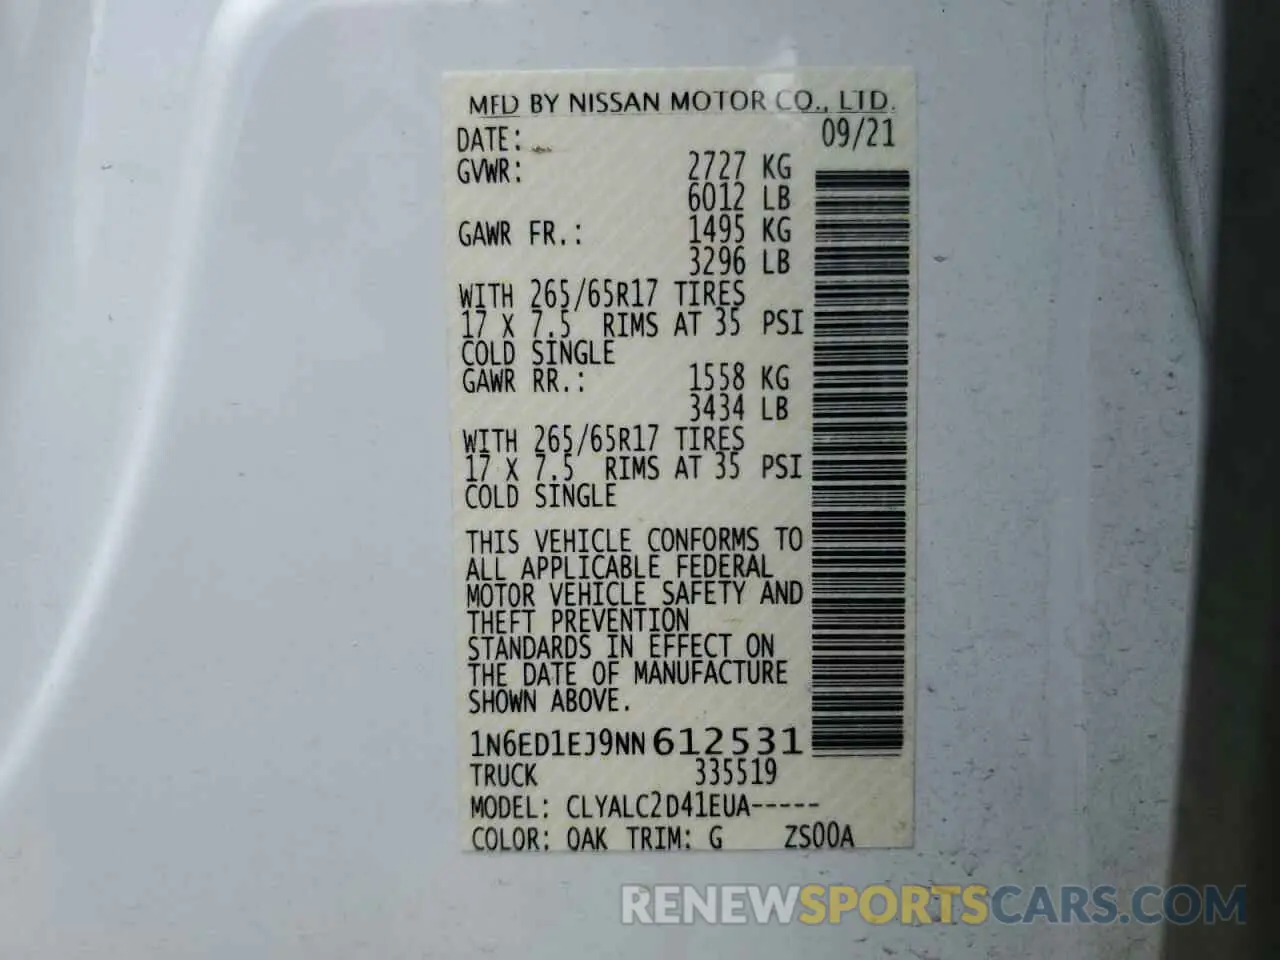 MFD BY NISSAN MOTOR CO., LTD.
DATE: 09/21
GVWR: 2727 KG
6012 LB
GAWR FR.: 1495 KG
3296 LB
WITH 265/65R17 TIRES
17 X 7.5 RIMS AT 35 PSI
COLD SINGLE
GAWR RR.: 1558 KG
3434 LB
WITH 265/65R17 TIRES
17 X 7.5 RIMS AT 35 PSI
COLD SINGLE
THIS VEHICLE CONFORMS TO
ALL APPLICABLE FEDERAL
MOTOR VEHICLE SAFETY AND
THEFT PREVENTION
STANDARDS IN EFFECT ON
THE DATE OF MANUFACTURE
SHOWN ABOVE.
1N6ED1EJ9NN612531
TRUCK 335519
MODEL: CLYALC2D41EUA-----
COLOR: QAK TRIM: G ZS00A
RENEWSPORTSCARS.COM